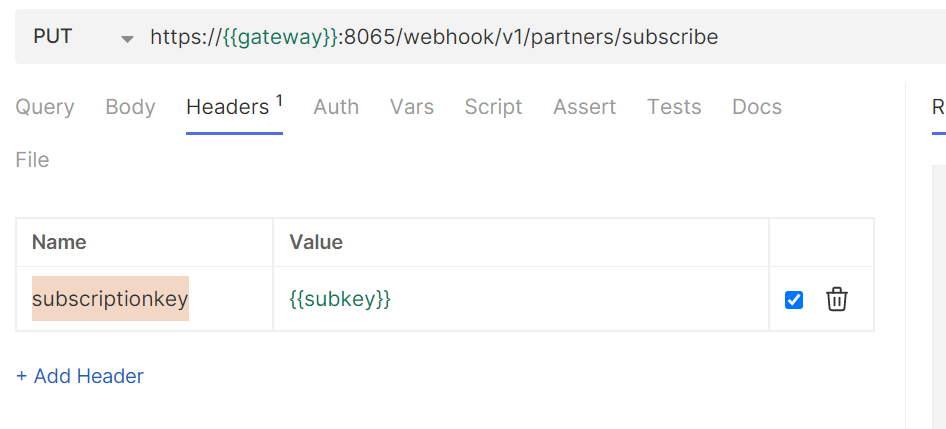 PUT https://{{gateway}}:8065/webhook/v1/partners/subscribe
Query Body Headers 1 Auth Vars Script Assert Tests Docs R
File
Name Value
subscriptionkey {{subkey}}
+ Add Header